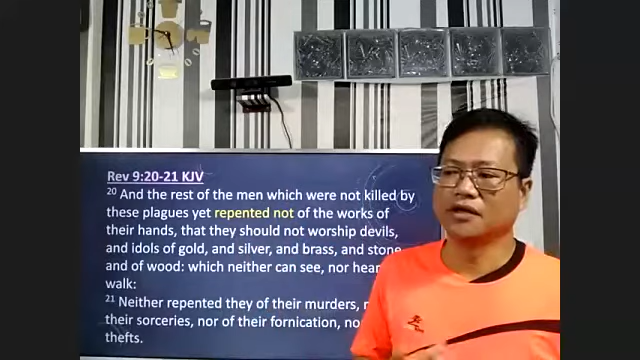 Rev 9:20-21 KJV
20 And the rest of the men which were not killed by
these plagues yet repented not of the works of
their hands, that they should not worship devils,
and idols of gold, and silver, and brass, and stone
and of wood: which neither can see, nor hear
walk:
21 Neither repented they of their murders,
their sorceries, nor of their fornication,
thefts.